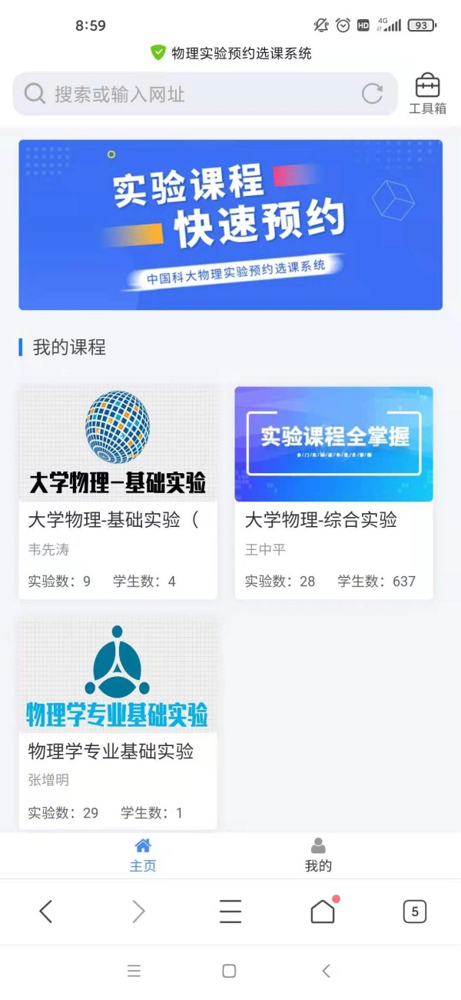 8:59
HD
4G
93
物理实验预约选课系统
搜索或输入网址
工具箱
实验课程
快速预约
中国科大物理实验预约选课系统
我的课程
大学物理-基础实验
大学物理-基础实验（
韦先涛
实验数：9 学生数：4
实验课程全掌握
大学物理-综合实验
王中平
实验数：28 学生数：637
物理学专业基础实验
物理学专业基础实验
张增明
实验数：29 学生数：1
主页
我的
5